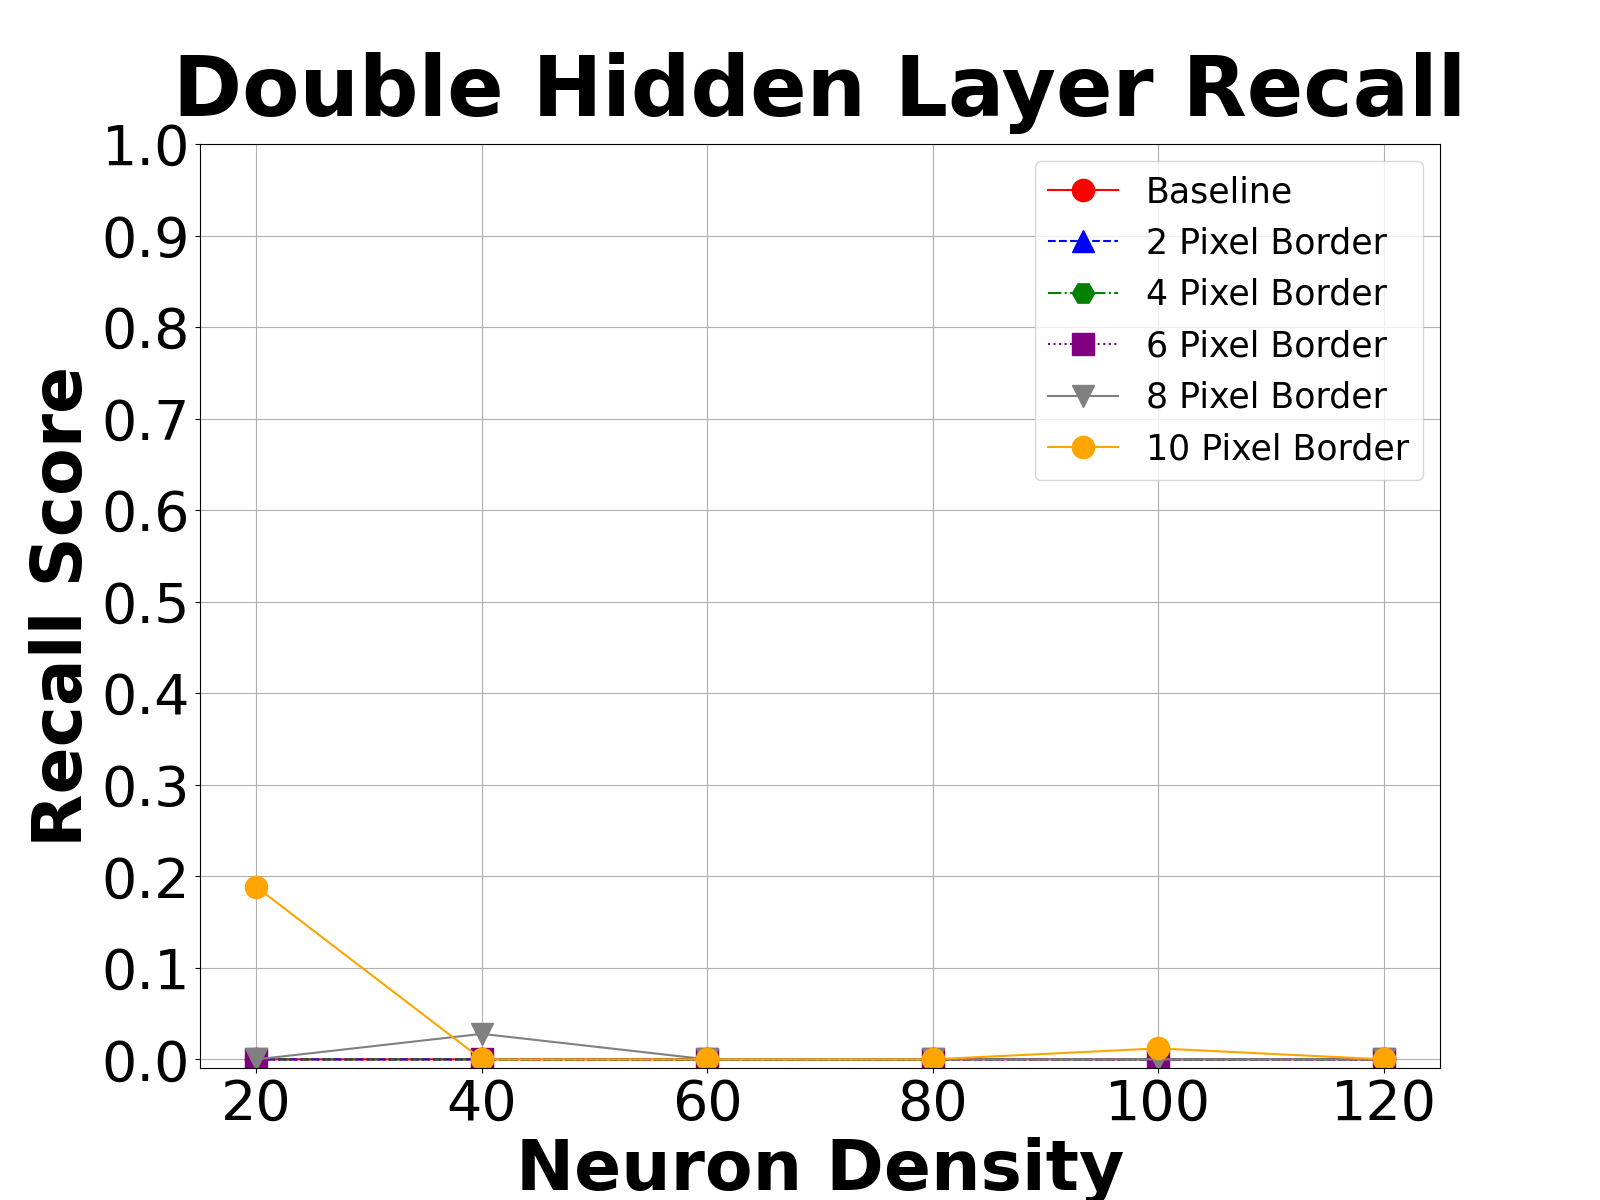 Double Hidden Layer Recall
1.0
0.9
0.8
0.7
0.6
0.5
0.4
0.3
0.2
0.1
0.0
Recall Score
Baseline
2 Pixel Border
4 Pixel Border
6 Pixel Border
8 Pixel Border
10 Pixel Border
20 40 60 80 100 120
Neuron Density